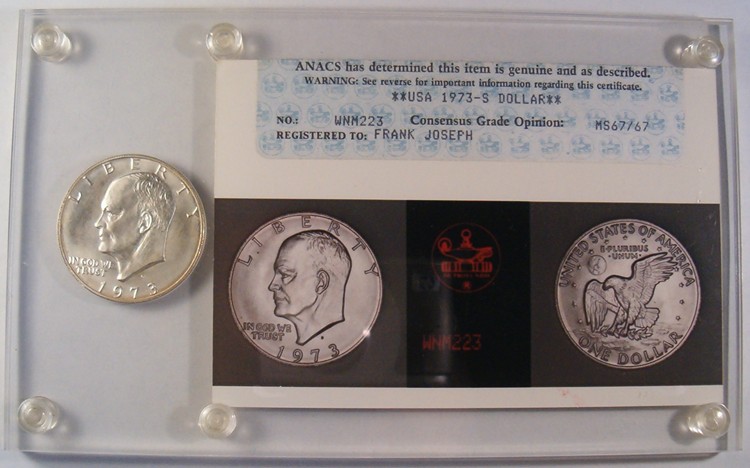 ANACS has determined this item is genuine and as described.
WARNING: See reverse for important information regarding this certificate.
**USA 1973-S DOLLAR**
NO.: WNM223 Consensus Grade Opinion: MS67/67
REGISTERED TO: FRANK JOSEPH
LIBERTY
IN GOD WE
TRUST
1973
LIBERTY
IN GOD WE
TRUST
1973
WNM223
UNITED STATES OF AMERICA
E·PLURIBUS
UNUM
ONE DOLLAR